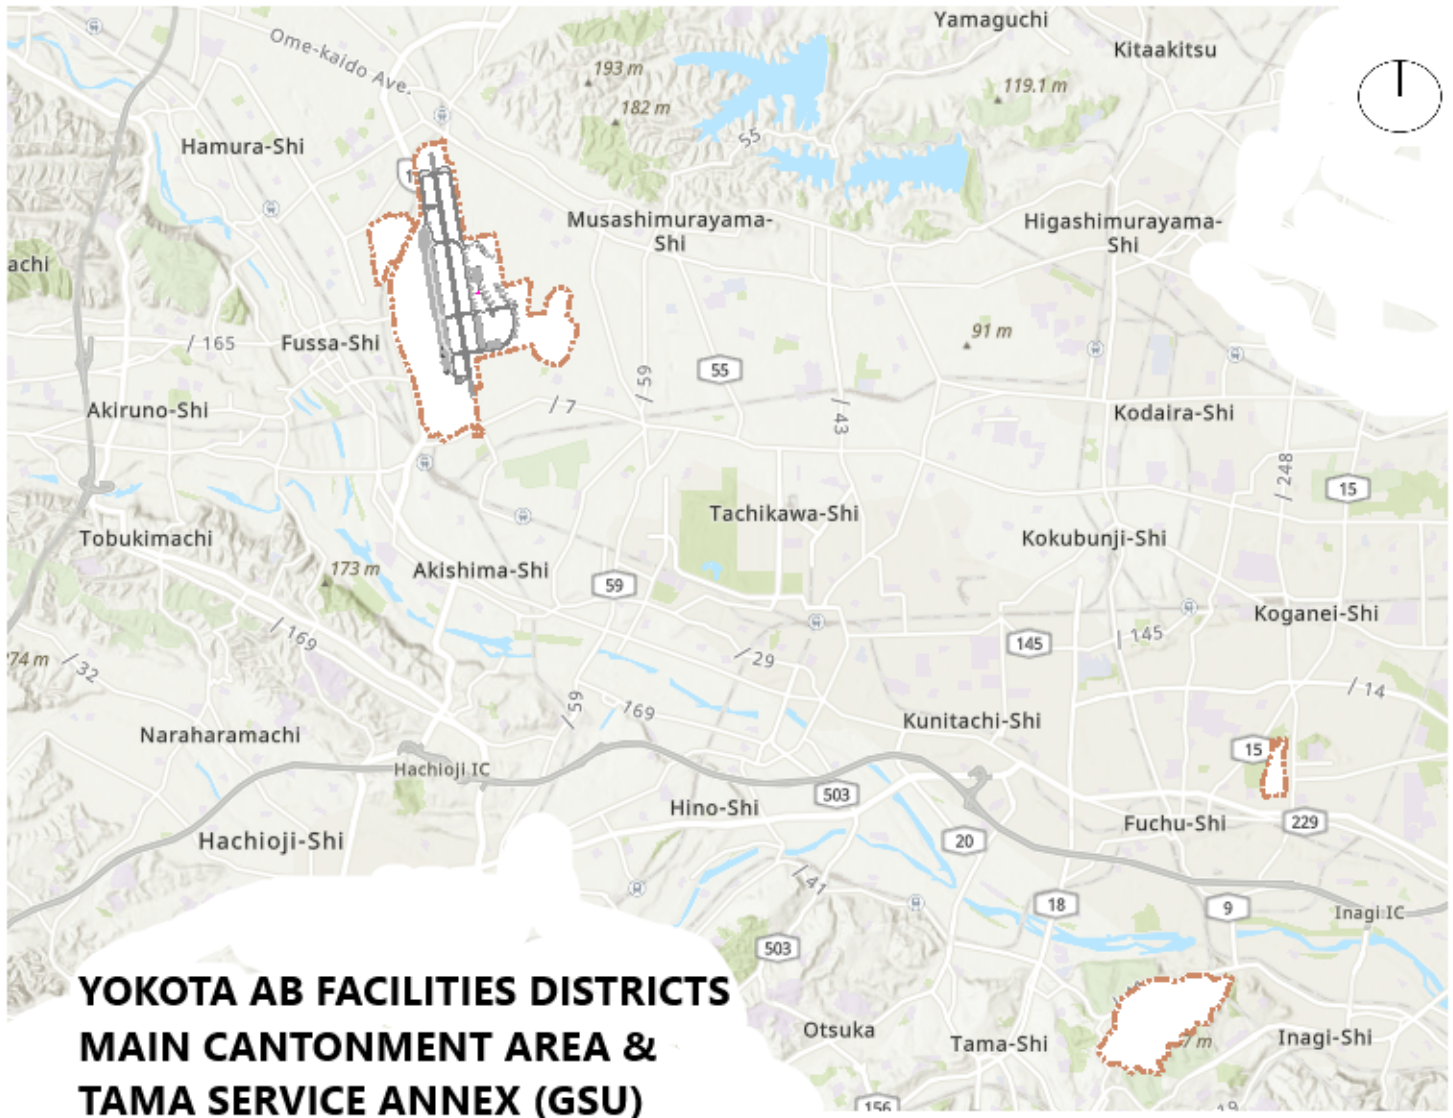 Yamaguchi
Kitaakitsu
Ome-kaido Ave.
193 m
182 m
119.1 m
55
Hamura-Shi
Musashimurayama-
Shi
Higashimurayama-
Shi
achi
/ 165
Fussa-Shi
91 m
55
/ 59
/ 7
/ 43
Akiruno-Shi
Kodaira-Shi
/ 248
15
Tachikawa-Shi
Tobukimachi
Kokubunji-Shi
173 m
Akishima-Shi
59
Koganei-Shi
/ 169
145
/ 145
74 m
/ 32
/ 29
/ 14
/ 59
169
Kunitachi-Shi
Naraharamachi
15
Hachioji IC
503
Hino-Shi
229
Fuchu-Shi
Hachioji-Shi
20
/ 41
18
9
Inagi IC
503
YOKOTA AB FACILITIES DISTRICTS
MAIN CANTONMENT AREA &
TAMA SERVICE ANNEX (GSU)
Otsuka
Tama-Shi
7 m
Inagi-Shi
156
19